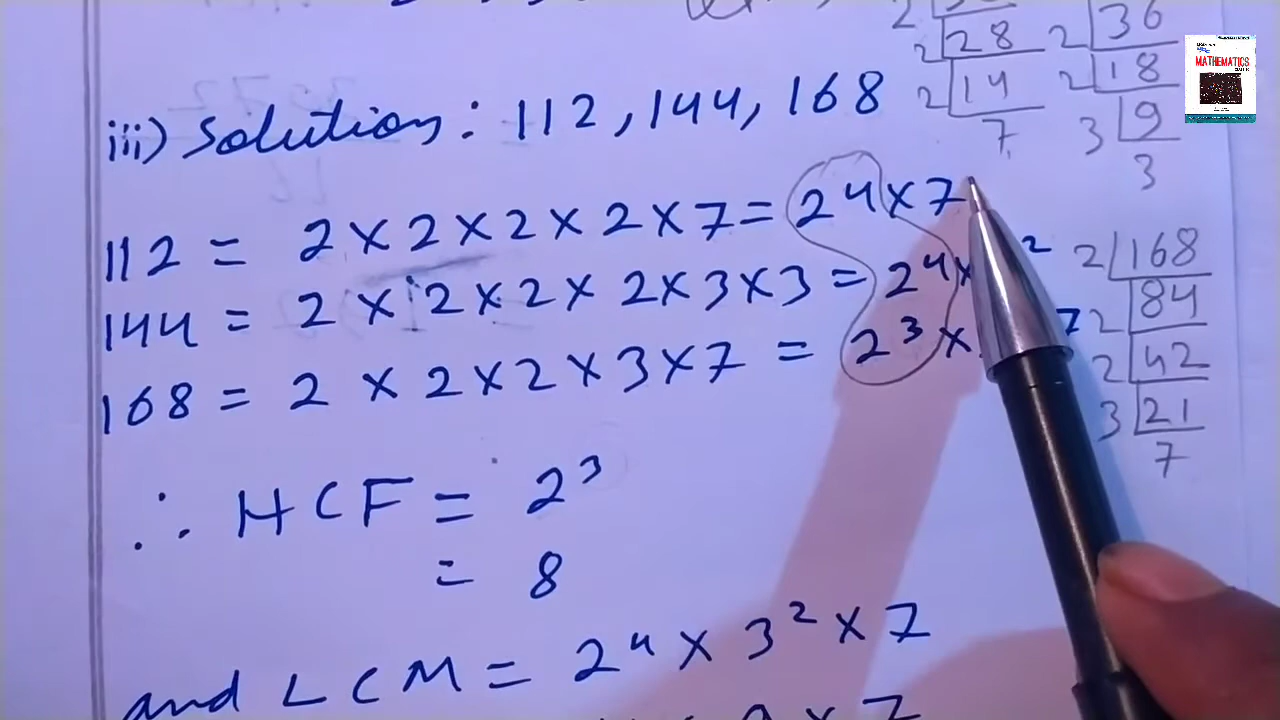 iii) Solution : 112, 144, 168
112 = 2 × 2 × 2 × 2 × 7 = 2⁴ × 7
144 = 2 × 2 × 2 × 2 × 3 × 3 = 2⁴ × ²
168 = 2 × 2 × 2 × 3 × 7 = 2³ × 7
∴ HCF = 2³
= 8
and LCM = 2⁴ × 3² × 7
× 7
2 28
2 14
7
2 36
2 18
3 9
3
2 168
2 84
2 42
3 21
7
MATHEMATICS